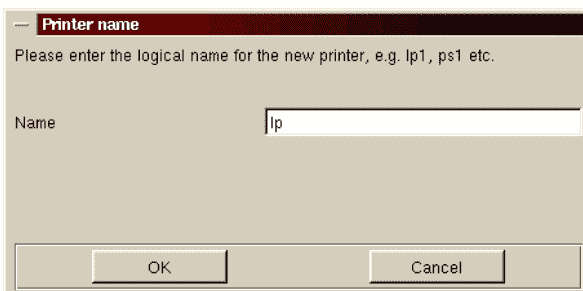 Printer name
Please enter the logical name for the new printer, e.g. lp1, ps1 etc.
Name lp
OK Cancel